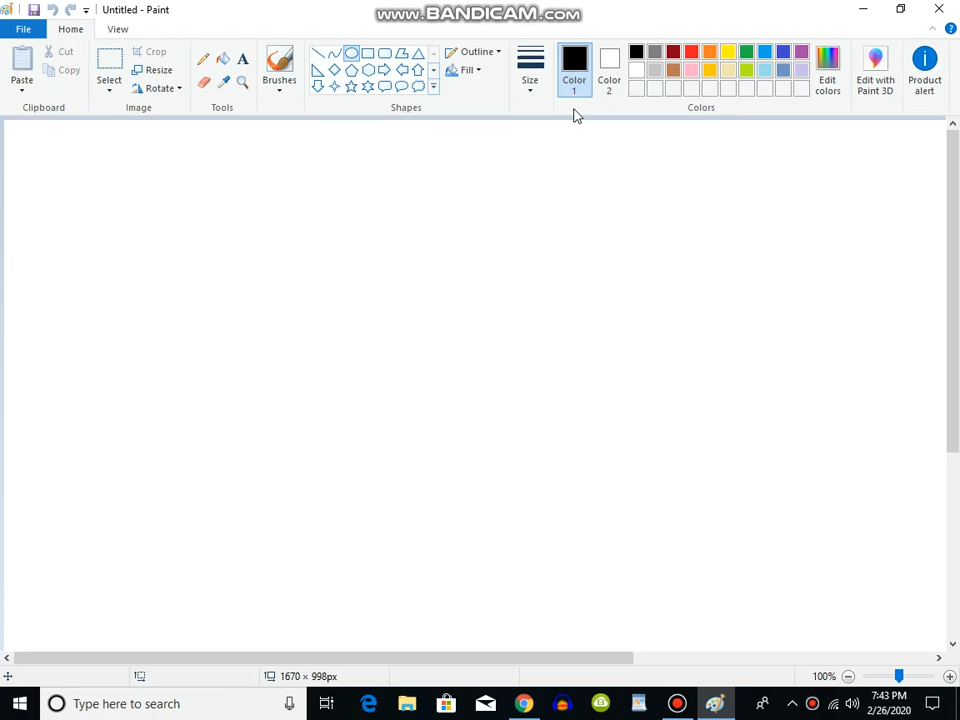 Untitled - Paint
www.BANDICAM.com
File Home View
Paste
Cut
Copy
Clipboard
Select
Crop
Resize
Rotate
Image
Tools
Brushes
Outline
Fill
Shapes
Size
Color 1
Color 2
Edit colors
Colors
Edit with Paint 3D
Product alert
1670 × 998px
100%
Type here to search
7:43 PM
2/26/2020